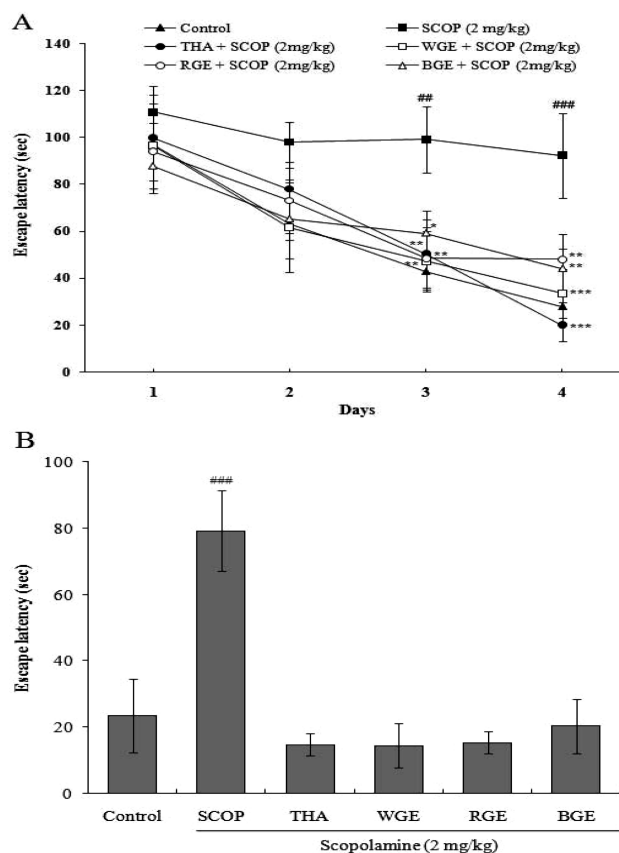 A
Control
SCOP (2 mg/kg)
THA + SCOP (2mg/kg)
WGE + SCOP (2mg/kg)
RGE + SCOP (2mg/kg)
BGE + SCOP (2mg/kg)
Escape latency (sec)
140
120
100
80
60
40
20
0
##
###
*
**
**
**
**
**
***
***
1 2 3 4
Days
B
Escape latency (sec)
100
80
60
40
20
0
###
Control SCOP THA WGE RGE BGE
Scopolamine (2 mg/kg)